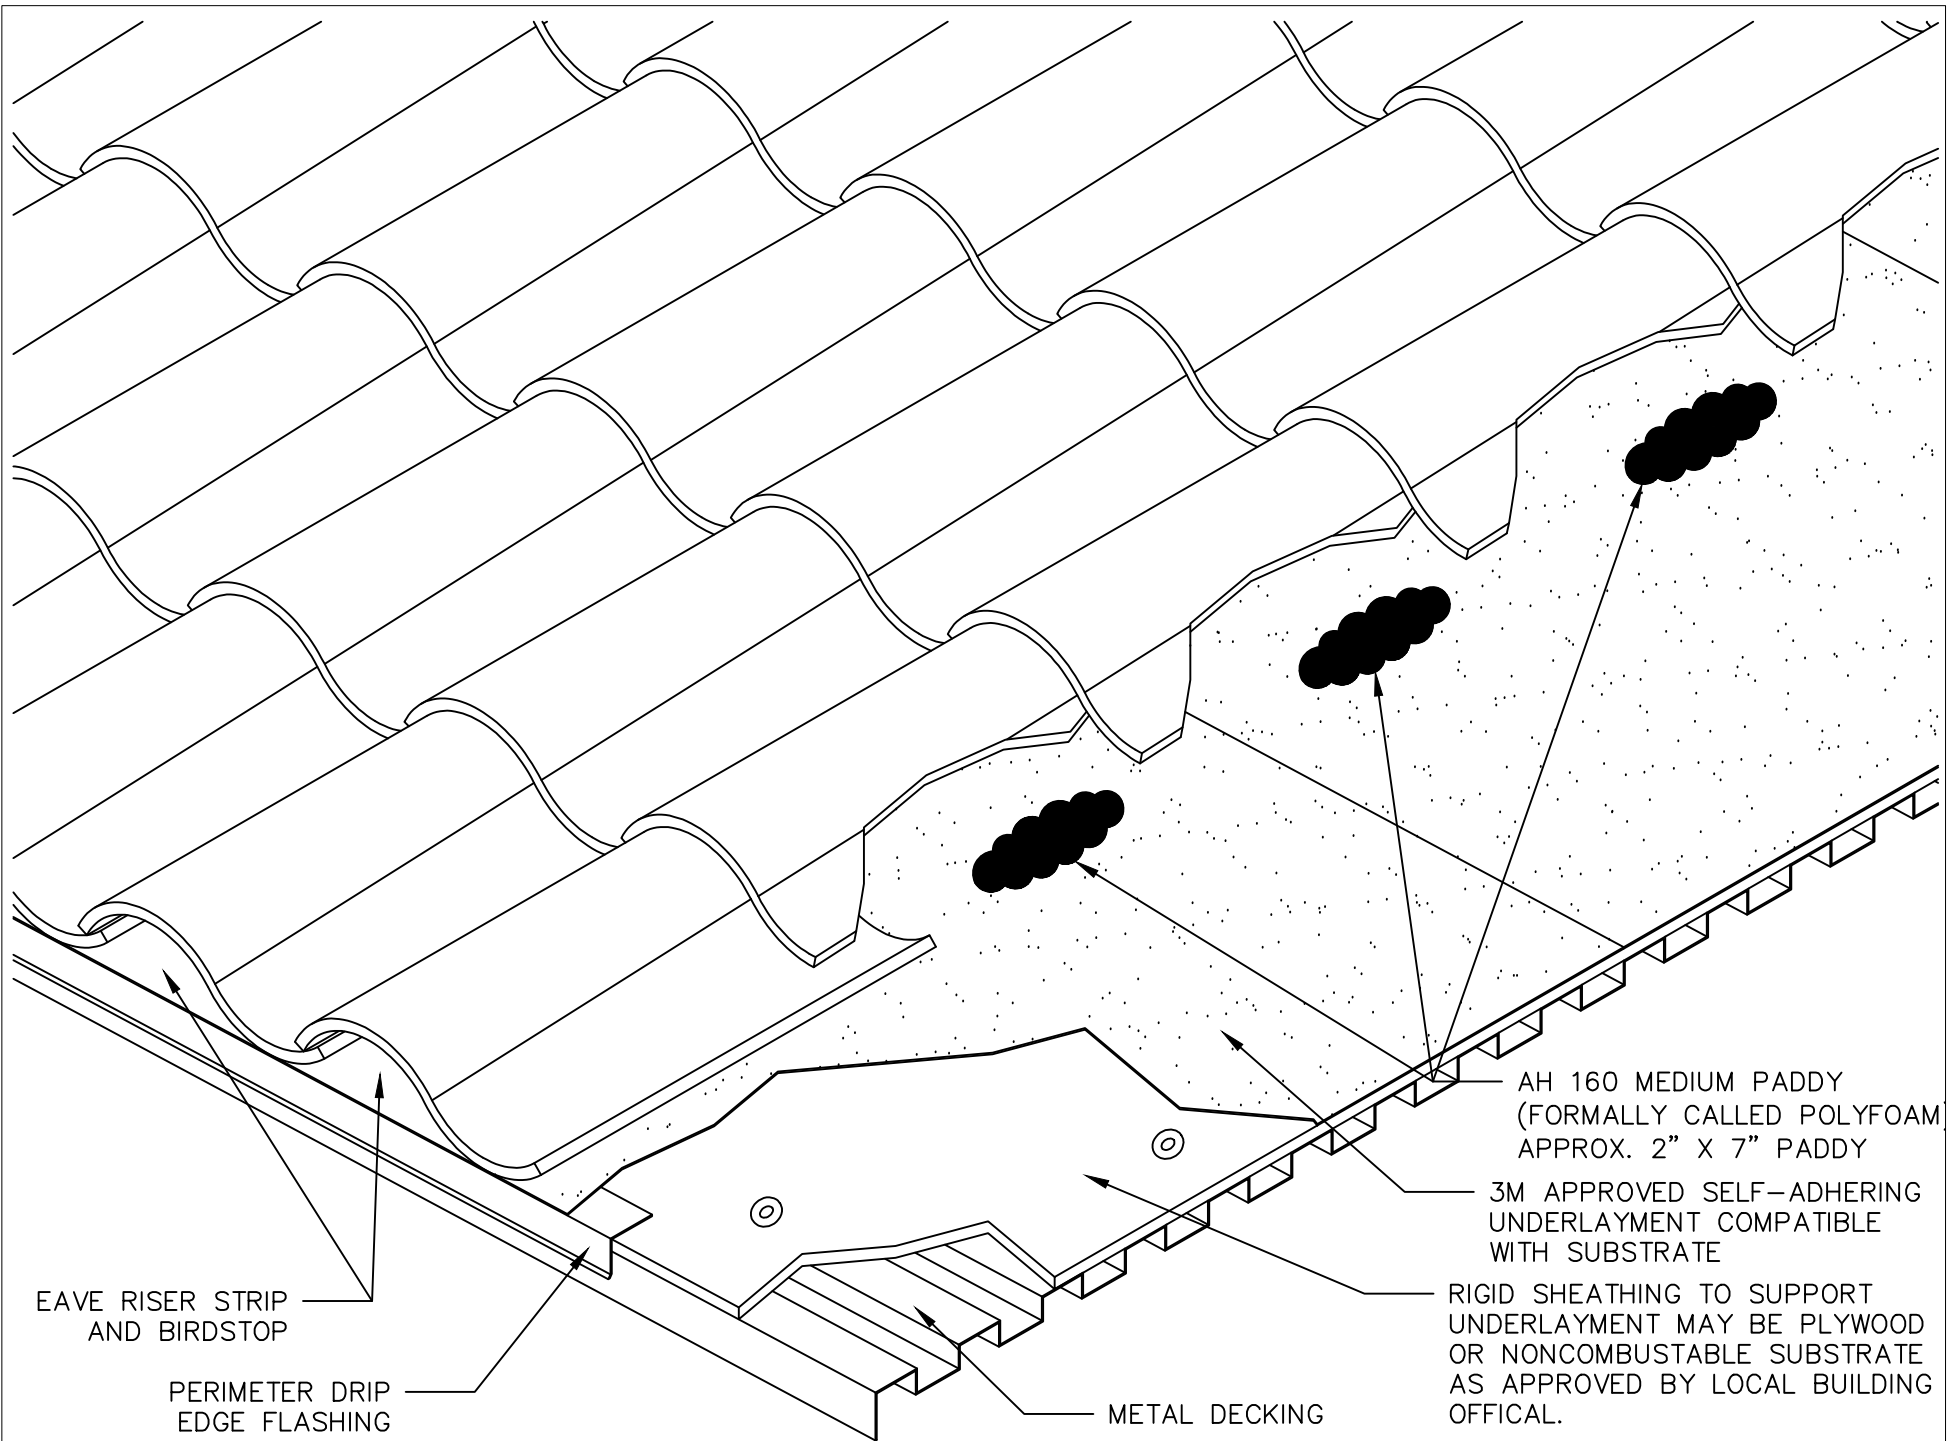 AH 160 MEDIUM PADDY
(FORMALLY CALLED POLYFOAM)
APPROX. 2” X 7” PADDY
3M APPROVED SELF-ADHERING
UNDERLAYMENT COMPATIBLE
WITH SUBSTRATE
EAVE RISER STRIP
AND BIRDSTOP
RIGID SHEATHING TO SUPPORT
UNDERLAYMENT MAY BE PLYWOOD
OR NONCOMBUSTABLE SUBSTRATE
AS APPROVED BY LOCAL BUILDING
OFFICAL.
PERIMETER DRIP
EDGE FLASHING
METAL DECKING